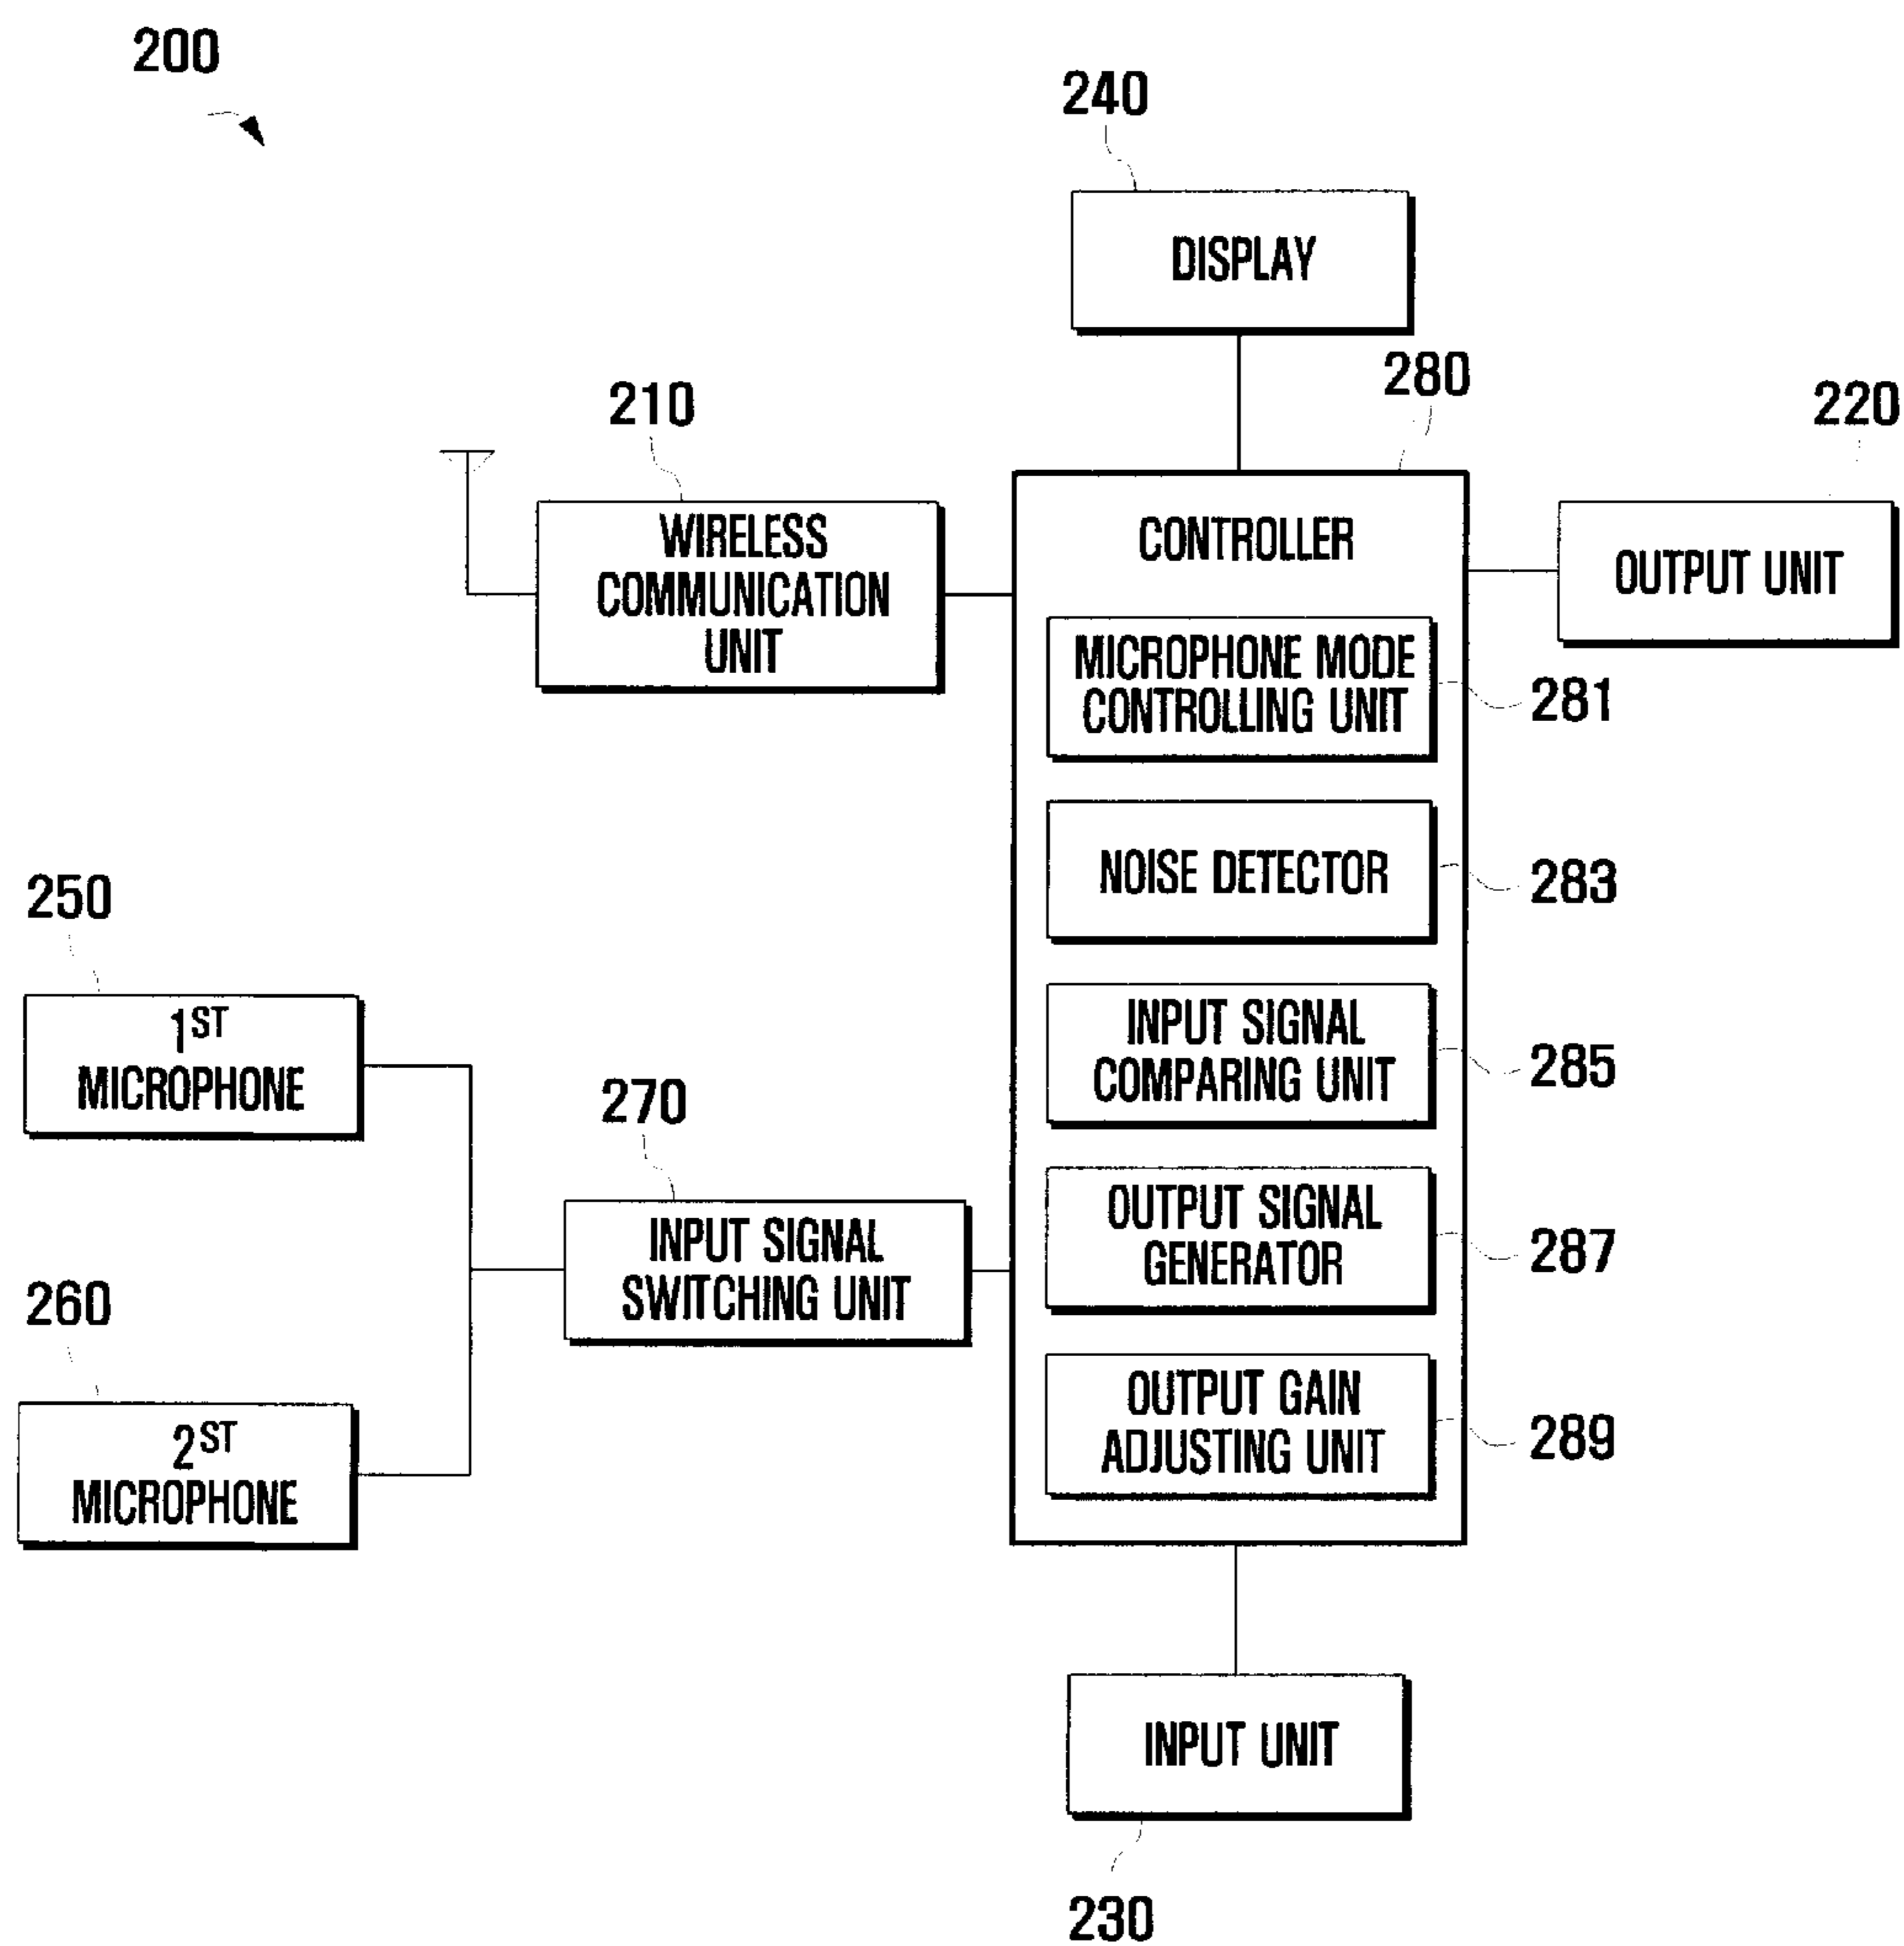 200
240
DISPLAY
280
220
210
WIRELESS
COMMUNICATION
UNIT
CONTROLLER
OUTPUT UNIT
MICROPHONE MODE
CONTROLLING UNIT
281
NOISE DETECTOR
283
250
1ST
MICROPHONE
INPUT SIGNAL
COMPARING UNIT
285
270
INPUT SIGNAL
SWITCHING UNIT
OUTPUT SIGNAL
GENERATOR
287
260
2ST
MICROPHONE
OUTPUT GAIN
ADJUSTING UNIT
289
INPUT UNIT
230